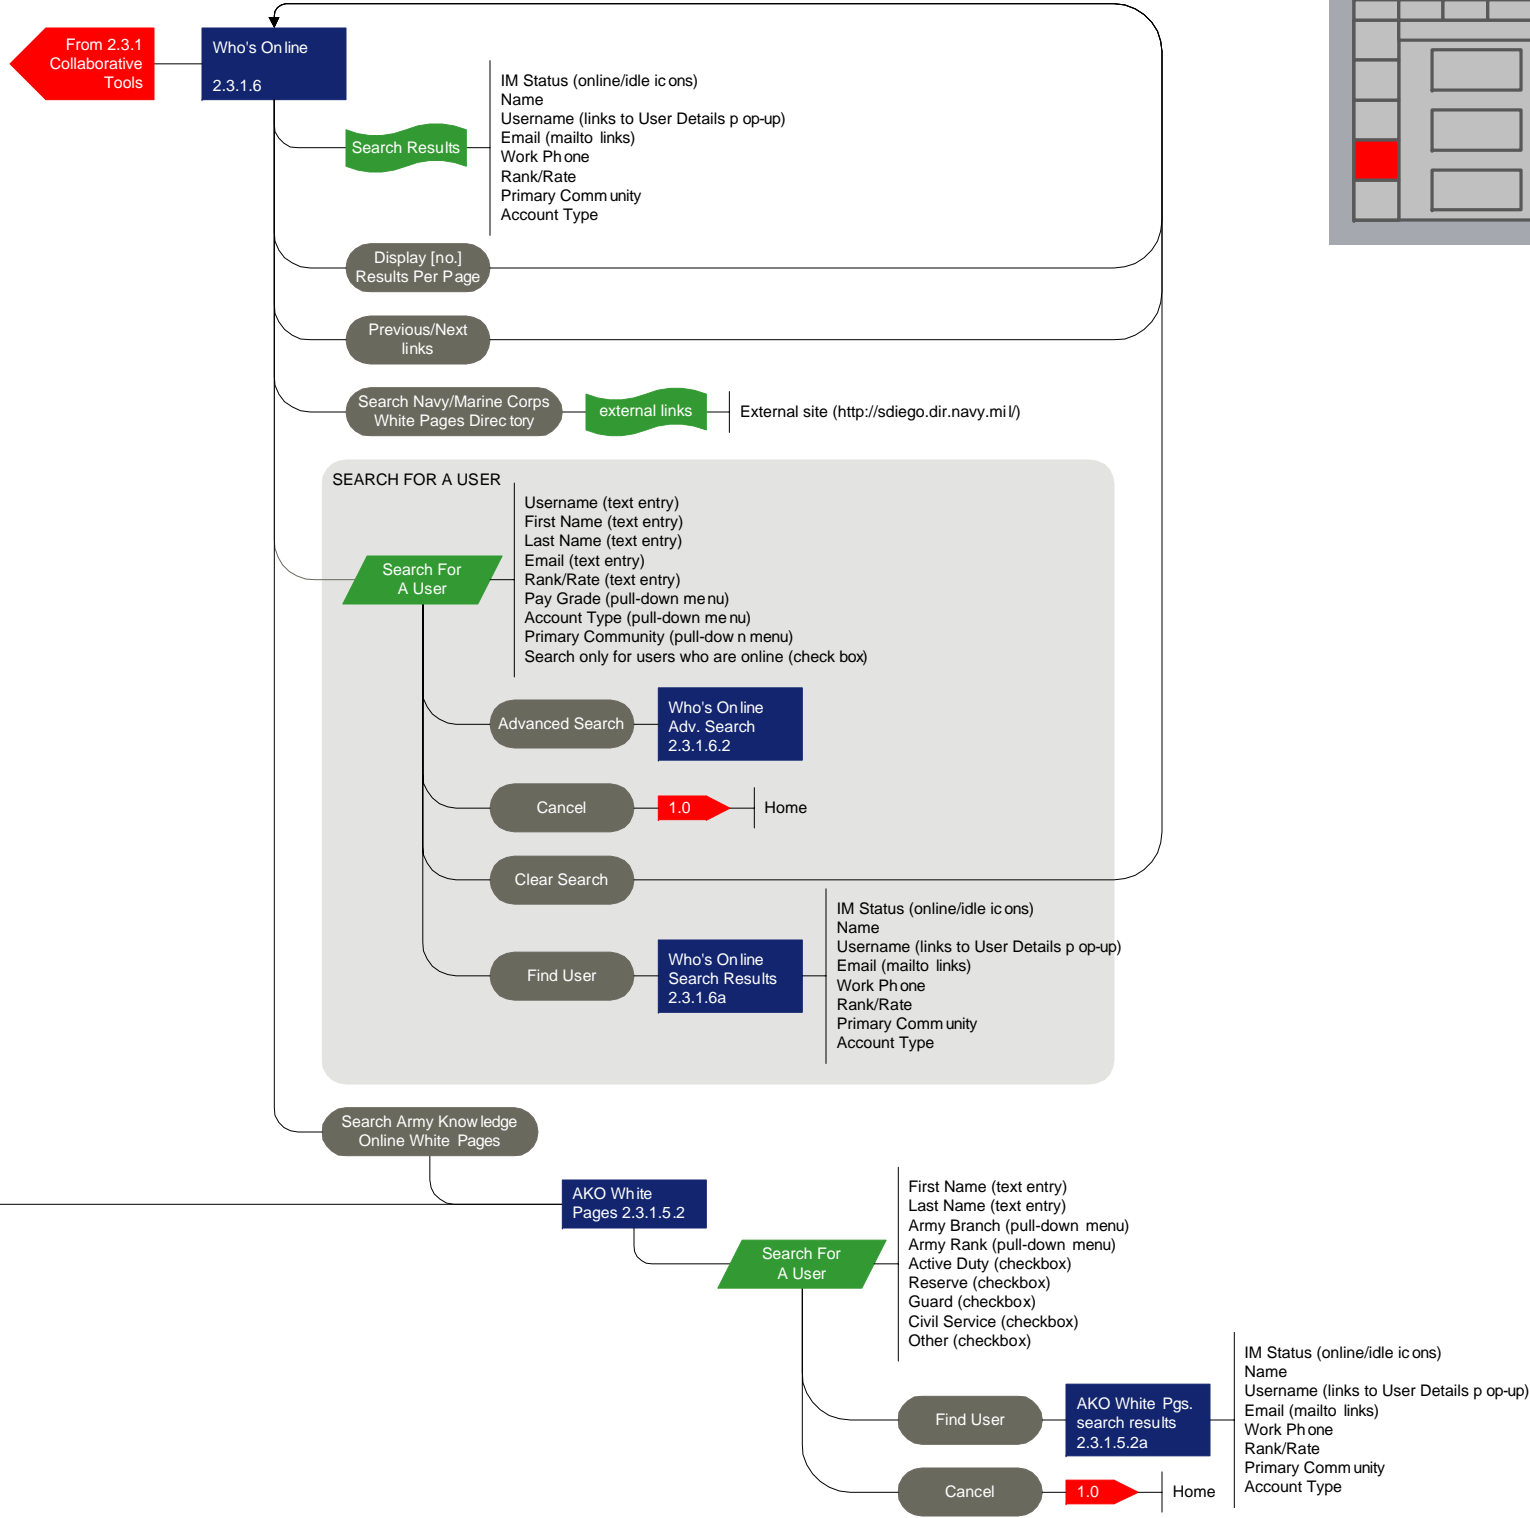 From 2.3.1
Collaborative
Tools
Who's Online
2.3.1.6
Search Results
IM Status (online/idle icons)
Name
Username (links to User Details pop-up)
Email (mailto links)
Work Phone
Rank/Rate
Primary Community
Account Type
Display [no.]
Results Per Page
Previous/Next
links
Search Navy/Marine Corps
White Pages Directory
external links
External site (http://sdiego.dir.navy.mil/)
SEARCH FOR A USER
Search For
A User
Username (text entry)
First Name (text entry)
Last Name (text entry)
Email (text entry)
Rank/Rate (text entry)
Pay Grade (pull-down menu)
Account Type (pull-down menu)
Primary Community (pull-down menu)
Search only for users who are online (check box)
Advanced Search
Who's Online
Adv. Search
2.3.1.6.2
Cancel
1.0
Home
Clear Search
Find User
Who's Online
Search Results
2.3.1.6a
IM Status (online/idle icons)
Name
Username (links to User Details pop-up)
Email (mailto links)
Work Phone
Rank/Rate
Primary Community
Account Type
Search Army Knowledge
Online White Pages
AKO White
Pages 2.3.1.5.2
Search For
A User
First Name (text entry)
Last Name (text entry)
Army Branch (pull-down menu)
Army Rank (pull-down menu)
Active Duty (checkbox)
Reserve (checkbox)
Guard (checkbox)
Civil Service (checkbox)
Other (checkbox)
Find User
AKO White Pgs.
search results
2.3.1.5.2a
IM Status (online/idle icons)
Name
Username (links to User Details pop-up)
Email (mailto links)
Work Phone
Rank/Rate
Primary Community
Account Type
Cancel
1.0
Home